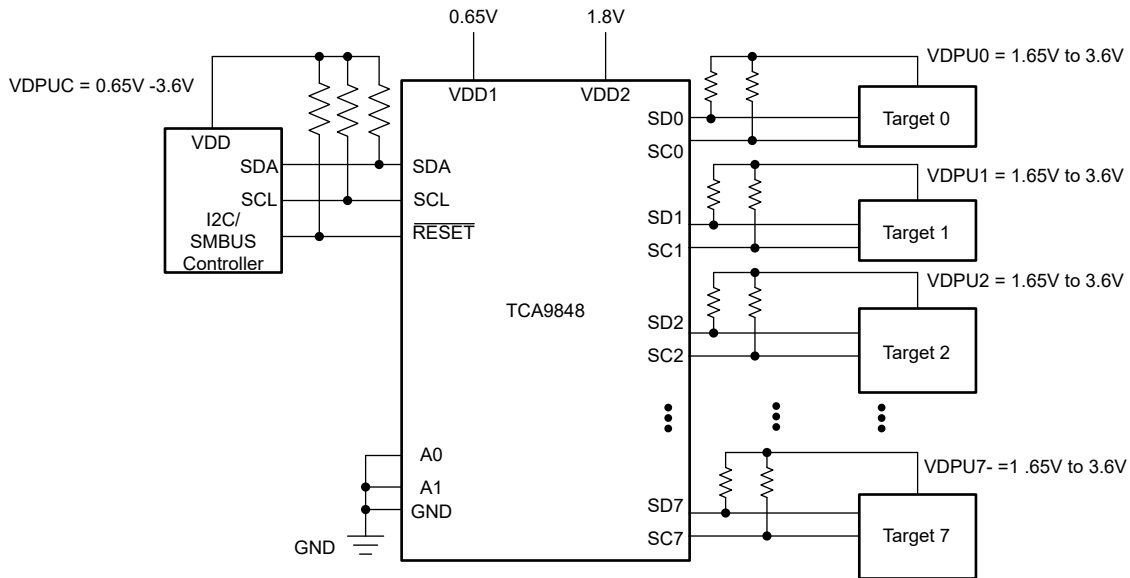 0.65V
1.8V
VDPUC = 0.65V -3.6V
VDD
SDA
SCL
I2C/
SMBUS
Controller
VDD1
VDD2
SDA
SCL
RESET
TCA9848
A0
A1
GND
GND
SD0
SC0
SD1
SC1
SD2
SC2
SD7
SC7
VDPU0 = 1.65V to 3.6V
Target 0
VDPU1 = 1.65V to 3.6V
Target 1
VDPU2 = 1.65V to 3.6V
Target 2
VDPU7- =1 .65V to 3.6V
Target 7